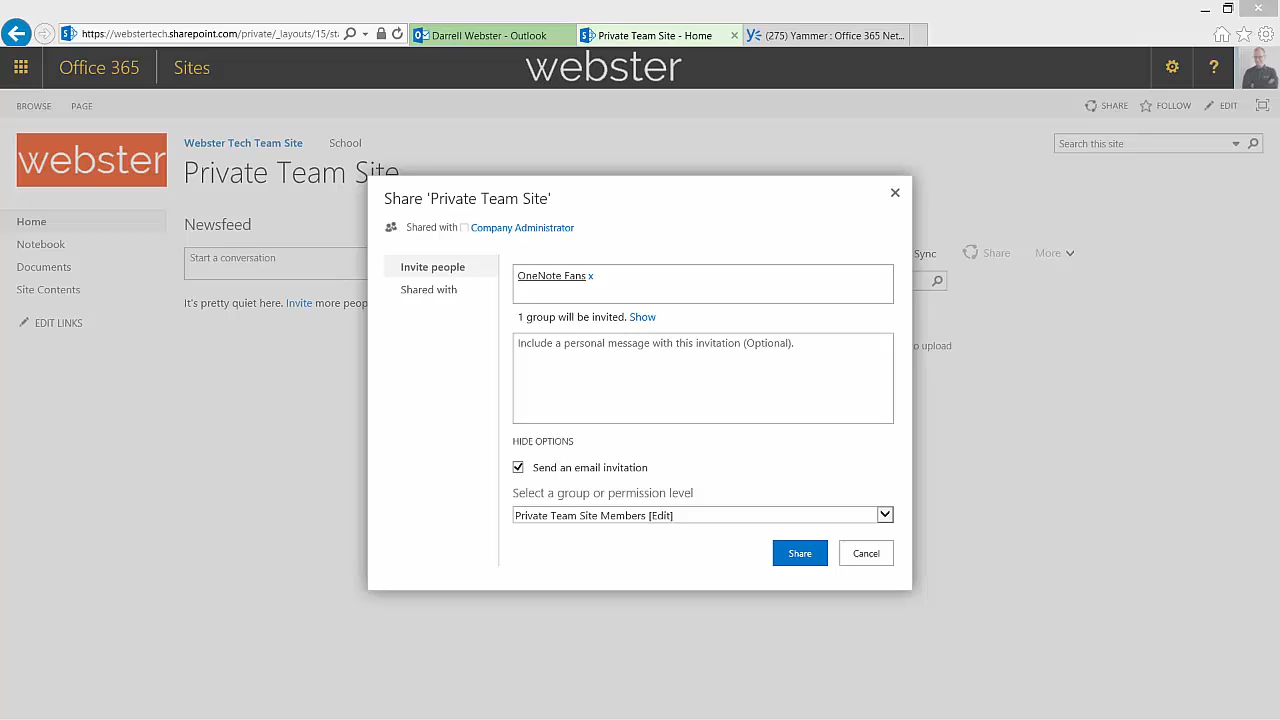 https://webstertech.sharepoint.com/private/_layouts/15/st
Darrell Webster - Outlook
Private Team Site - Home
(275) Yammer : Office 365 Net...
Office 365
Sites
webster
?
BROWSE
PAGE
SHARE
FOLLOW
EDIT
webster
Webster Tech Team Site
School
Search this site
Private Team Site
Home
Notebook
Documents
Site Contents
EDIT LINKS
Newsfeed
Start a conversation
It's pretty quiet here. Invite more peop
Sync
Share
More
to upload
Share 'Private Team Site'
Shared with
Company Administrator
Invite people
Shared with
OneNote Fans x
1 group will be invited. Show
Include a personal message with this invitation (Optional).
HIDE OPTIONS
Send an email invitation
Select a group or permission level
Private Team Site Members [Edit]
Share
Cancel